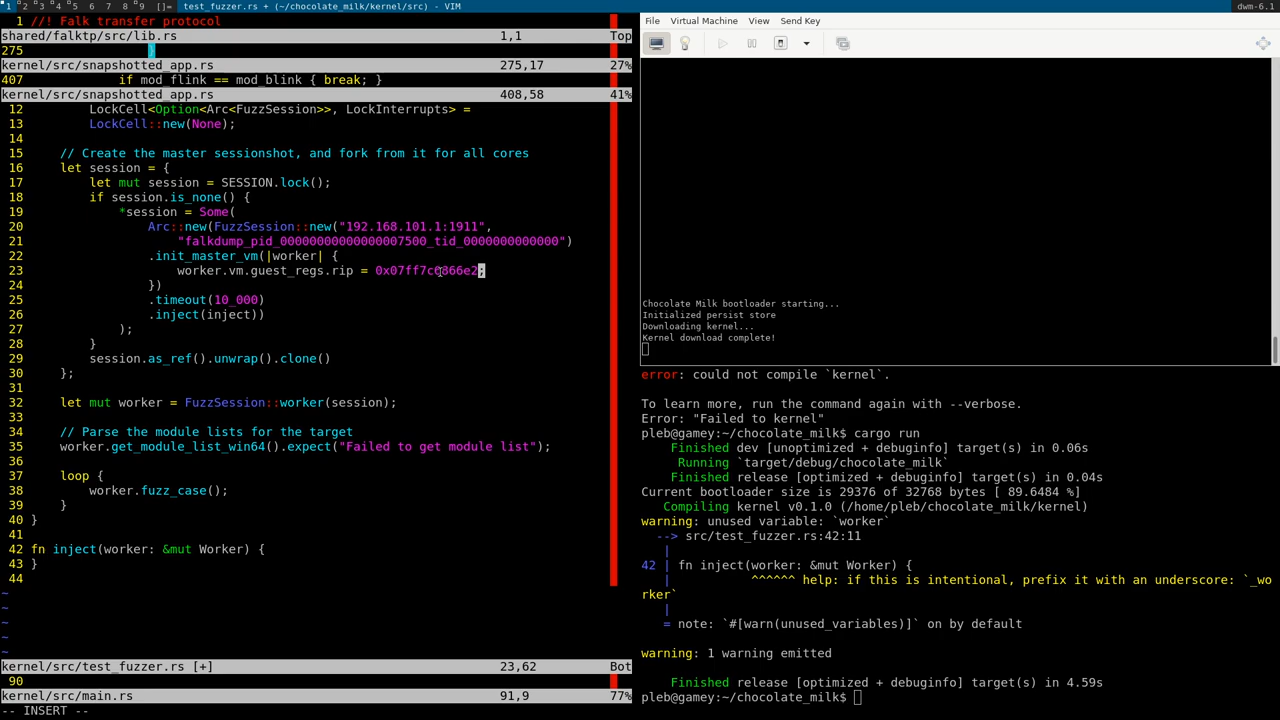 1 2 3 4 5 6 7 8 9 []= test_fuzzer.rs + (~/chocolate_milk/kernel/src) - VIM dwm-6.1
1 //! Falk transfer protocol
shared/falktp/src/lib.rs 1,1 Top
275 }
kernel/src/snapshotted_app.rs 275,17 27%
407 if mod_flink == mod_blink { break; }
kernel/src/snapshotted_app.rs 408,58 41%
12 LockCell<Option<Arc<FuzzSession>>, LockInterrupts> =
13 LockCell::new(None);
14
15 // Create the master sessionshot, and fork from it for all cores
16 let session = {
17 let mut session = SESSION.lock();
18 if session.is_none() {
19 *session = Some(
20 Arc::new(FuzzSession::new("192.168.101.1:1911",
21 "falkdump_pid_00000000000000007500_tid_0000000000000")
22 .init_master_vm(|worker| {
23 worker.vm.guest_regs.rip = 0x07ff7c0866e2;
24 })
25 .timeout(10_000)
26 .inject(inject))
27 );
28 }
29 session.as_ref().unwrap().clone()
30 };
31
32 let mut worker = FuzzSession::worker(session);
33
34 // Parse the module lists for the target
35 worker.get_module_list_win64().expect("Failed to get module list");
36
37 loop {
38 worker.fuzz_case();
39 }
40 }
41
42 fn inject(worker: &mut Worker) {
43 }
44
~
~
~
~
~
kernel/src/test_fuzzer.rs [+] 23,62 Bot
90
kernel/src/main.rs 91,9 77%
-- INSERT --
File Virtual Machine View Send Key
Chocolate Milk bootloader starting...
Initialized persist store
Downloading kernel...
Kernel download complete!
error: could not compile `kernel`.
To learn more, run the command again with --verbose.
Error: "Failed to kernel"
pleb@gamey:~/chocolate_milk$ cargo run
Finished dev [unoptimized + debuginfo] target(s) in 0.06s
Running `target/debug/chocolate_milk`
Finished release [optimized + debuginfo] target(s) in 0.04s
Current bootloader size is 29376 of 32768 bytes [ 89.6484 %]
Compiling kernel v0.1.0 (/home/pleb/chocolate_milk/kernel)
warning: unused variable: `worker`
--> src/test_fuzzer.rs:42:11
|
42 | fn inject(worker: &mut Worker) {
| ^^^^^^ help: if this is intentional, prefix it with an underscore: `_wo
rker`
|
= note: `#[warn(unused_variables)]` on by default
warning: 1 warning emitted
Finished release [optimized + debuginfo] target(s) in 4.59s
pleb@gamey:~/chocolate_milk$